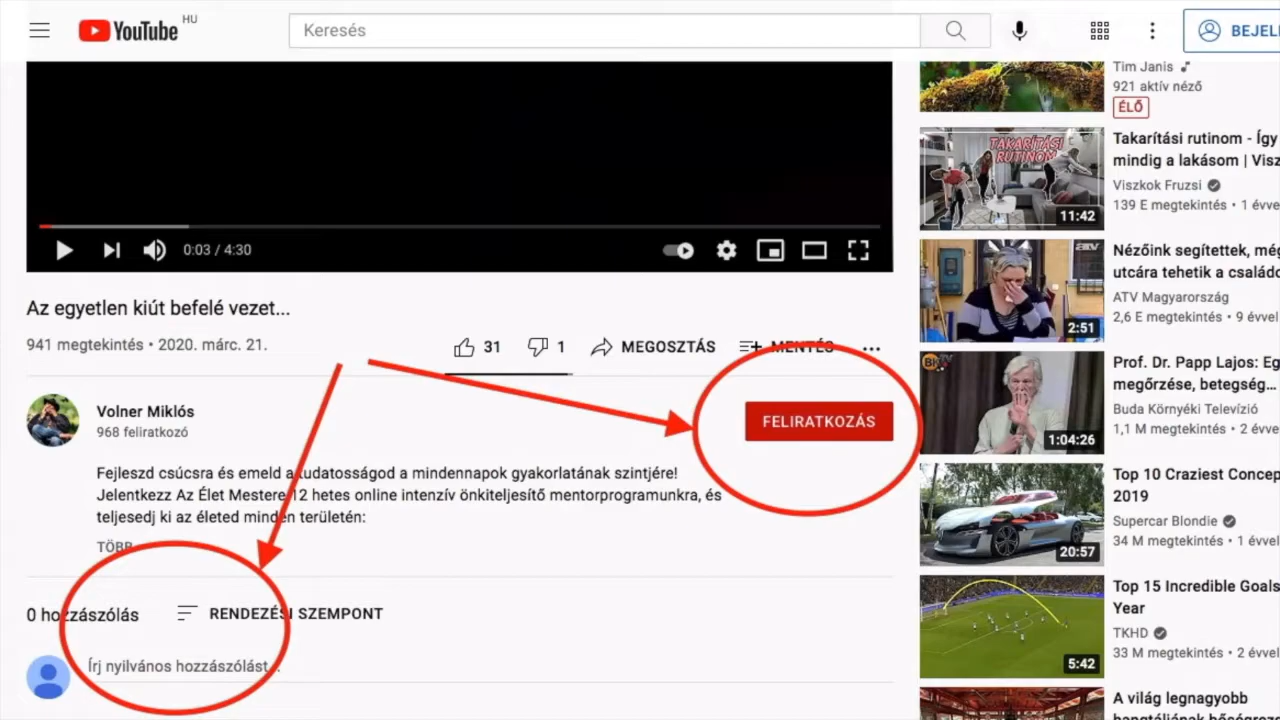 YouTube HU
Keresés
BEJEL
0:03 / 4:30
Az egyetlen kiút befelé vezet...
941 megtekintés • 2020. márc. 21.
31
1
MEGOSZTÁS
MENTÉS
Volner Miklós
968 feliratkozó
FELIRATKOZÁS
Fejleszd csúcsra és emeld a tudatosságod a mindennapok gyakorlatának szintjére!
Jelentkezz Az Élet Mestere 12 hetes online intenzív önkiteljesítő mentorprogramunkra, és
teljesedj ki az életed minden területén:
TÖBB
0 hozzászólás
RENDEZÉSI SZEMPONT
Írj nyilvános hozzászólást...
Tim Janis
921 aktív néző
ÉLŐ
TAKARÍTÁSI
RUTINOM
11:42
Takarítási rutinom - Így
mindig a lakásom | Visz
Viszkok Fruzsi
139 E megtekintés • 1 évve
atv
2:51
Nézőink segítettek, még
utcára tehetik a családo
ATV Magyarország
2,6 E megtekintés • 9 évvel
1:04:26
Prof. Dr. Papp Lajos: Eg
megőrzése, betegség...
Buda Környéki Televízió
1,1 M megtekintés • 2 évve
20:57
Top 10 Craziest Concep
2019
Supercar Blondie
34 M megtekintés • 1 évvel
5:42
Top 15 Incredible Goals
Year
TKHD
33 M megtekintés • 2 évvel
A világ legnagyobb